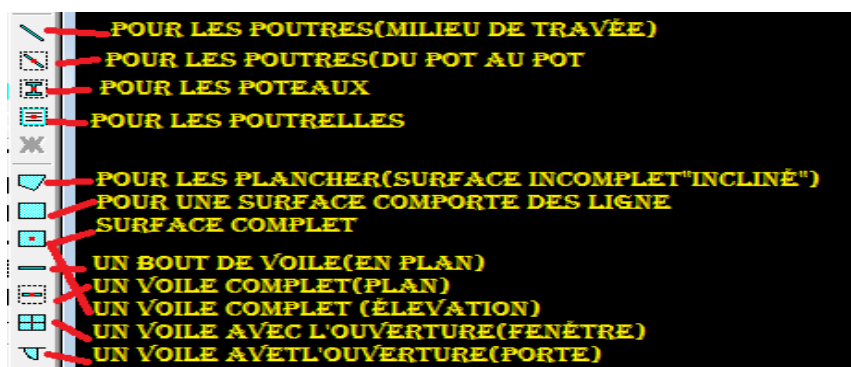 POUR LES POUTRES(MILIEU DE TRAVÉE)
POUR LES POUTRES(DU POT AU POT
POUR LES POTEAUX
POUR LES POUTRELLES
POUR LES PLANCHER(SURFACE INCOMPLET"INCLINÉ")
POUR UNE SURFACE COMPORTE DES LIGNE
SURFACE COMPLET
UN BOUT DE VOILE(EN PLAN)
UN VOILE COMPLET(PLAN)
UN VOILE COMPLET (ÉLEVATION)
UN VOILE AVEC L'OUVERTURE(FENÉTRE)
UN VOILE AVETL'OUVERTURE(PORTE)